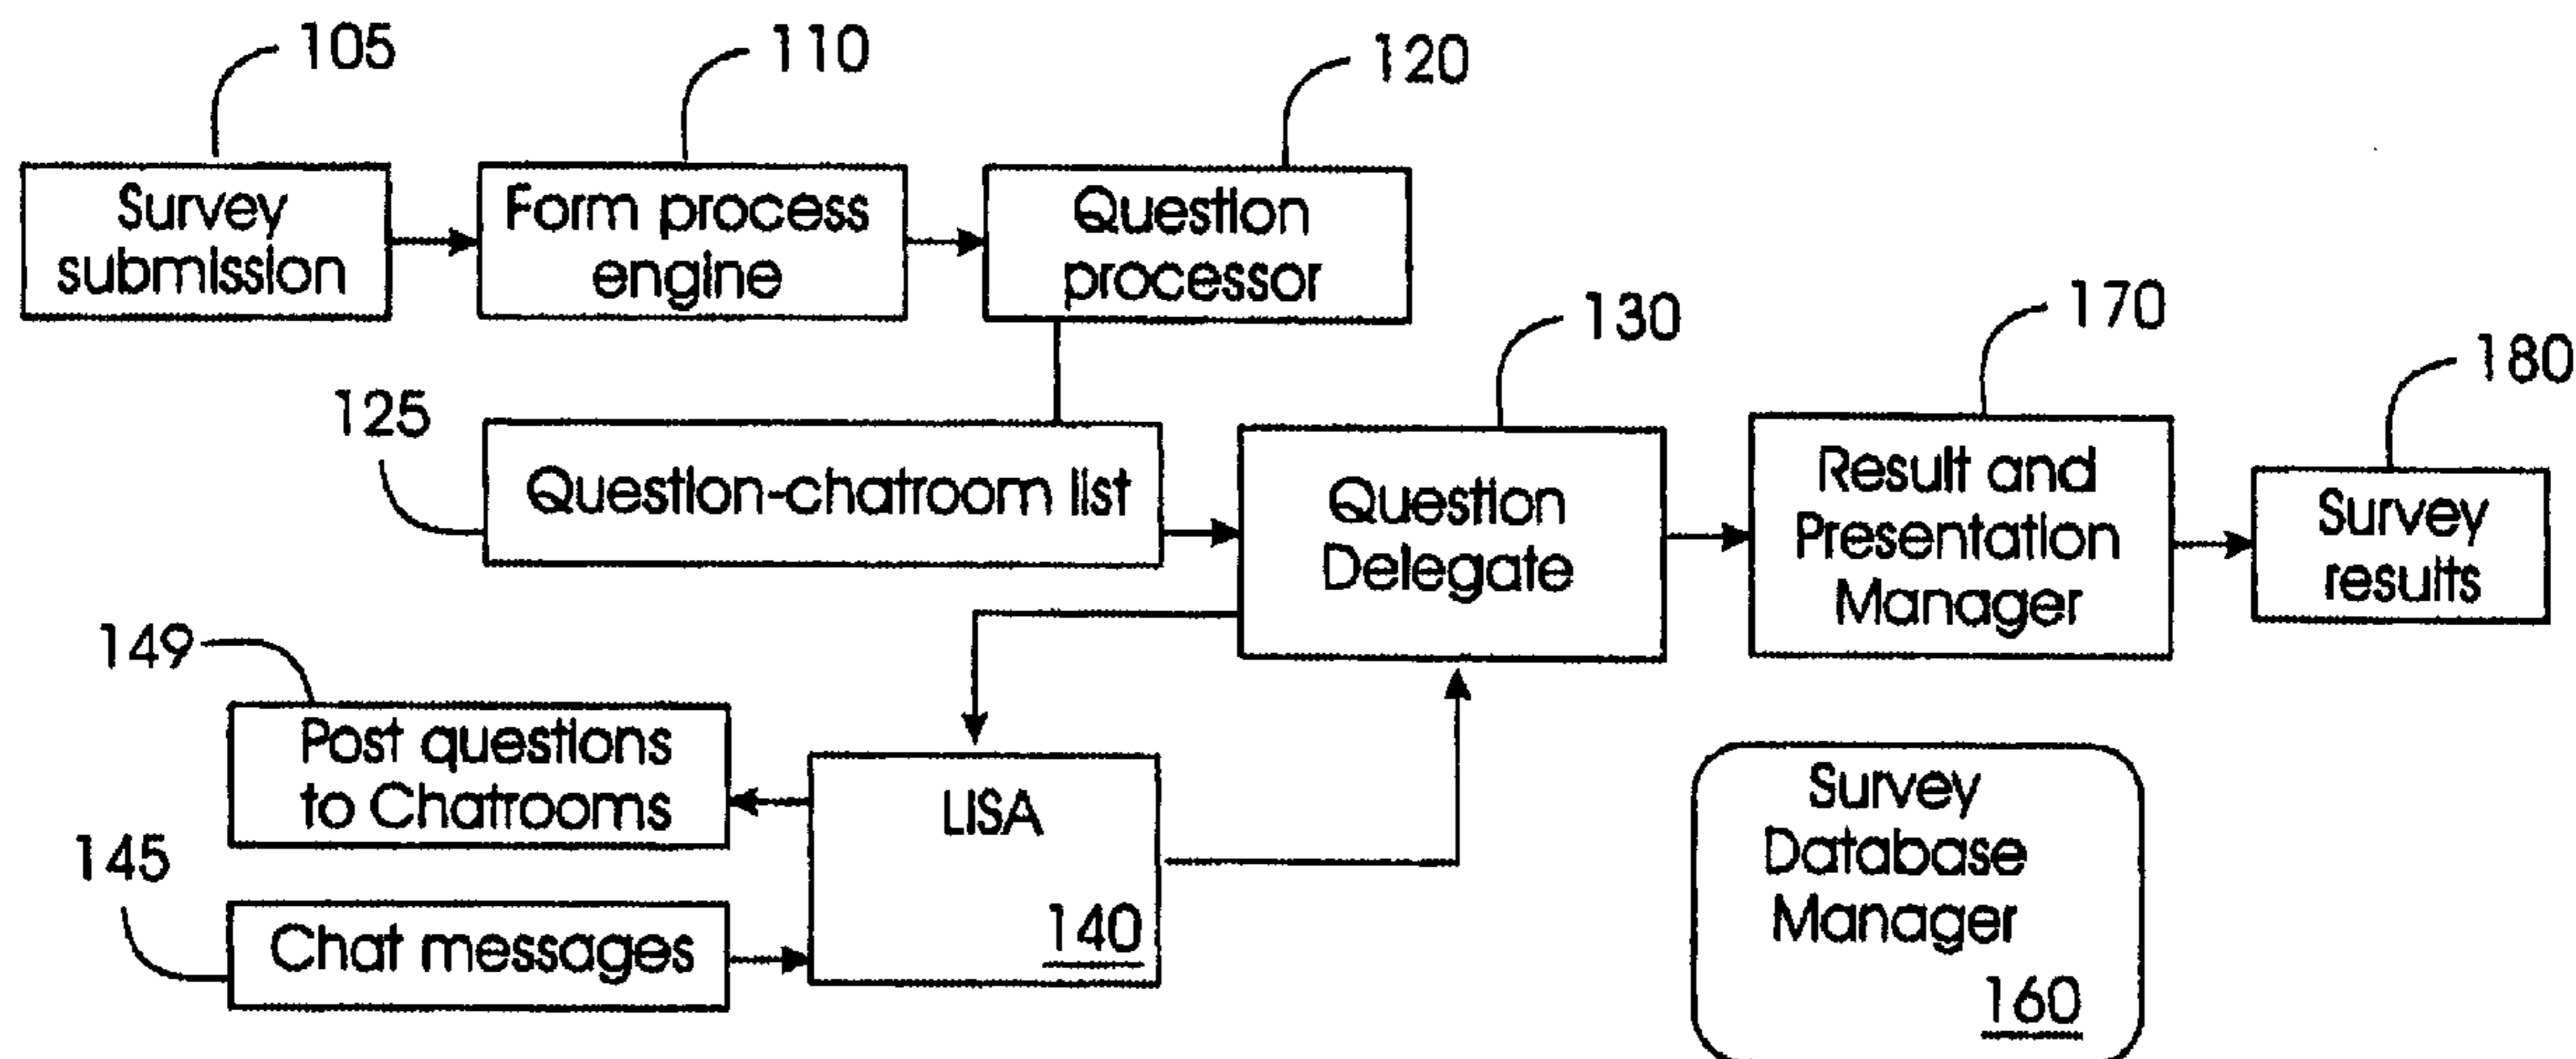 105
110
120
Survey
submission
Form process
engine
Question
processor
125
130
170
180
Question-chatroom list
Question
Delegate
Result and
Presentation
Manager
Survey
results
149
Post questions
to Chatrooms
145
Chat messages
LISA
140
Survey
Database
Manager
160